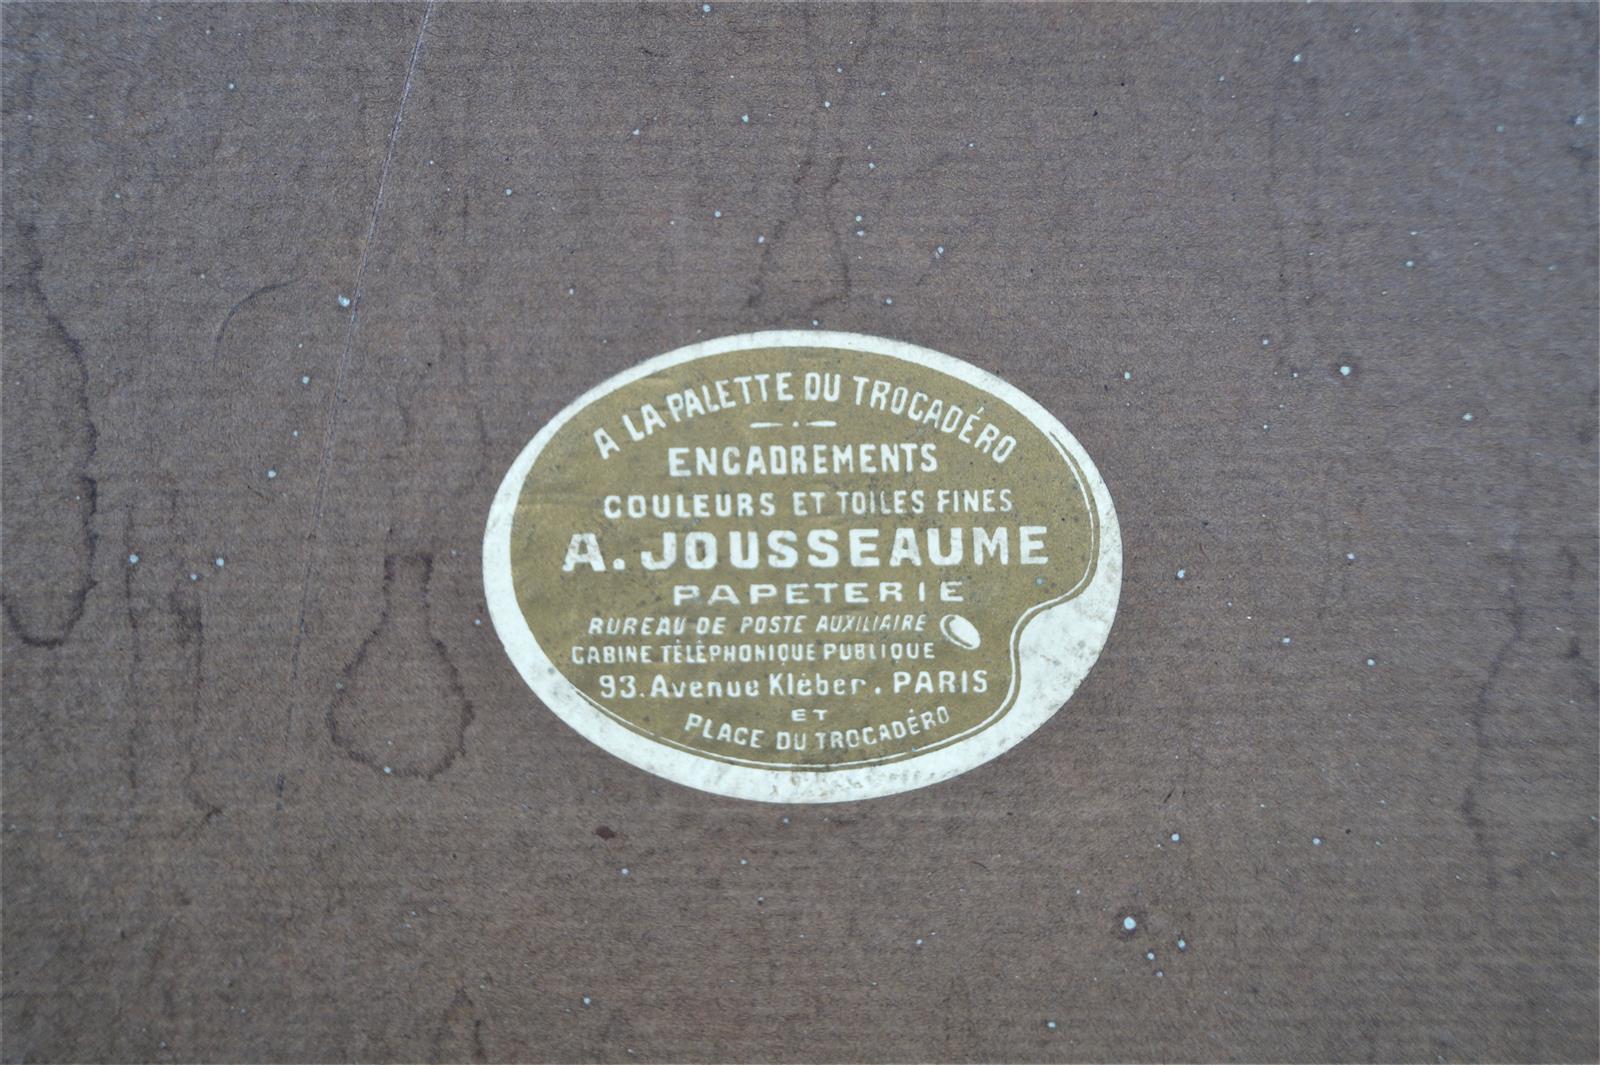 A LA PALETTE DU TROCADÉRO
ENCADREMENTS
COULEURS ET TOILES FINES
A. JOUSSEAUME
PAPETERIE
BUREAU DE POSTE AUXILIAIRE
CABINE TÉLÉPHONIQUE PUBLIQUE
93. Avenue Kléber. PARIS
ET
PLACE DU TROCADÉRO